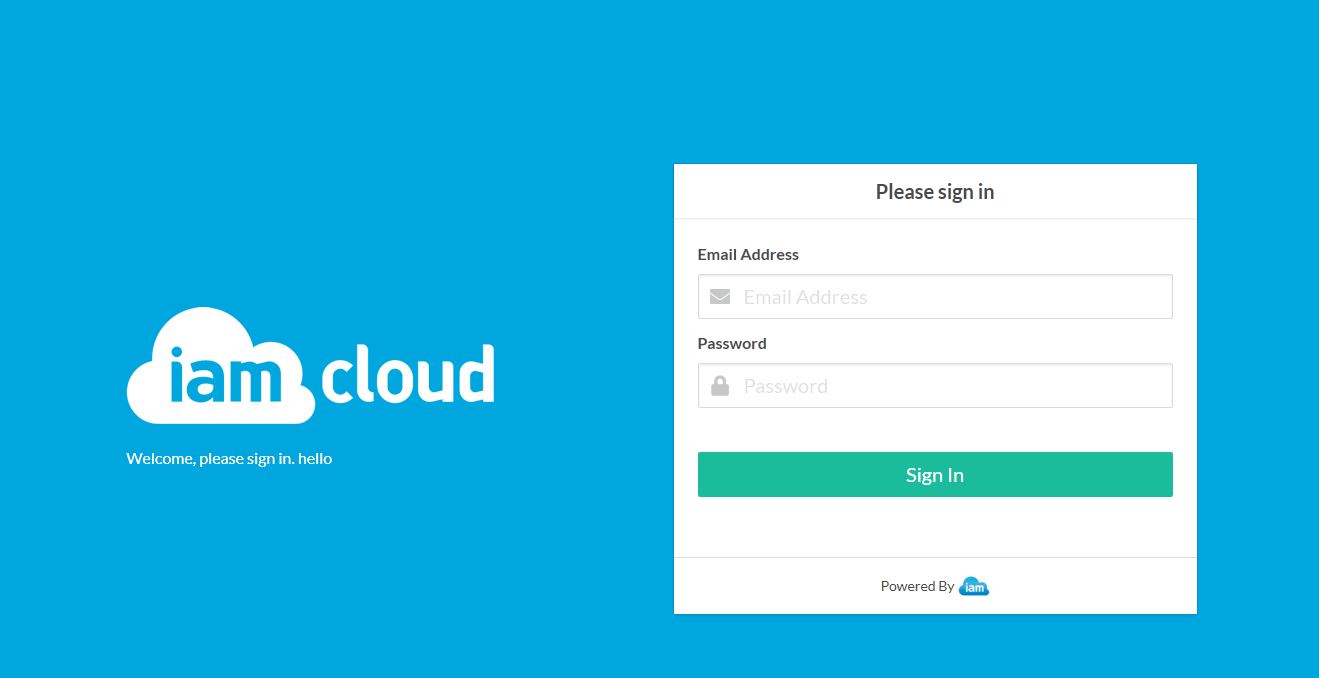 iam cloud
Welcome, please sign in. hello
Please sign in
Email Address
Email Address
Password
Password
Sign In
Powered By iam